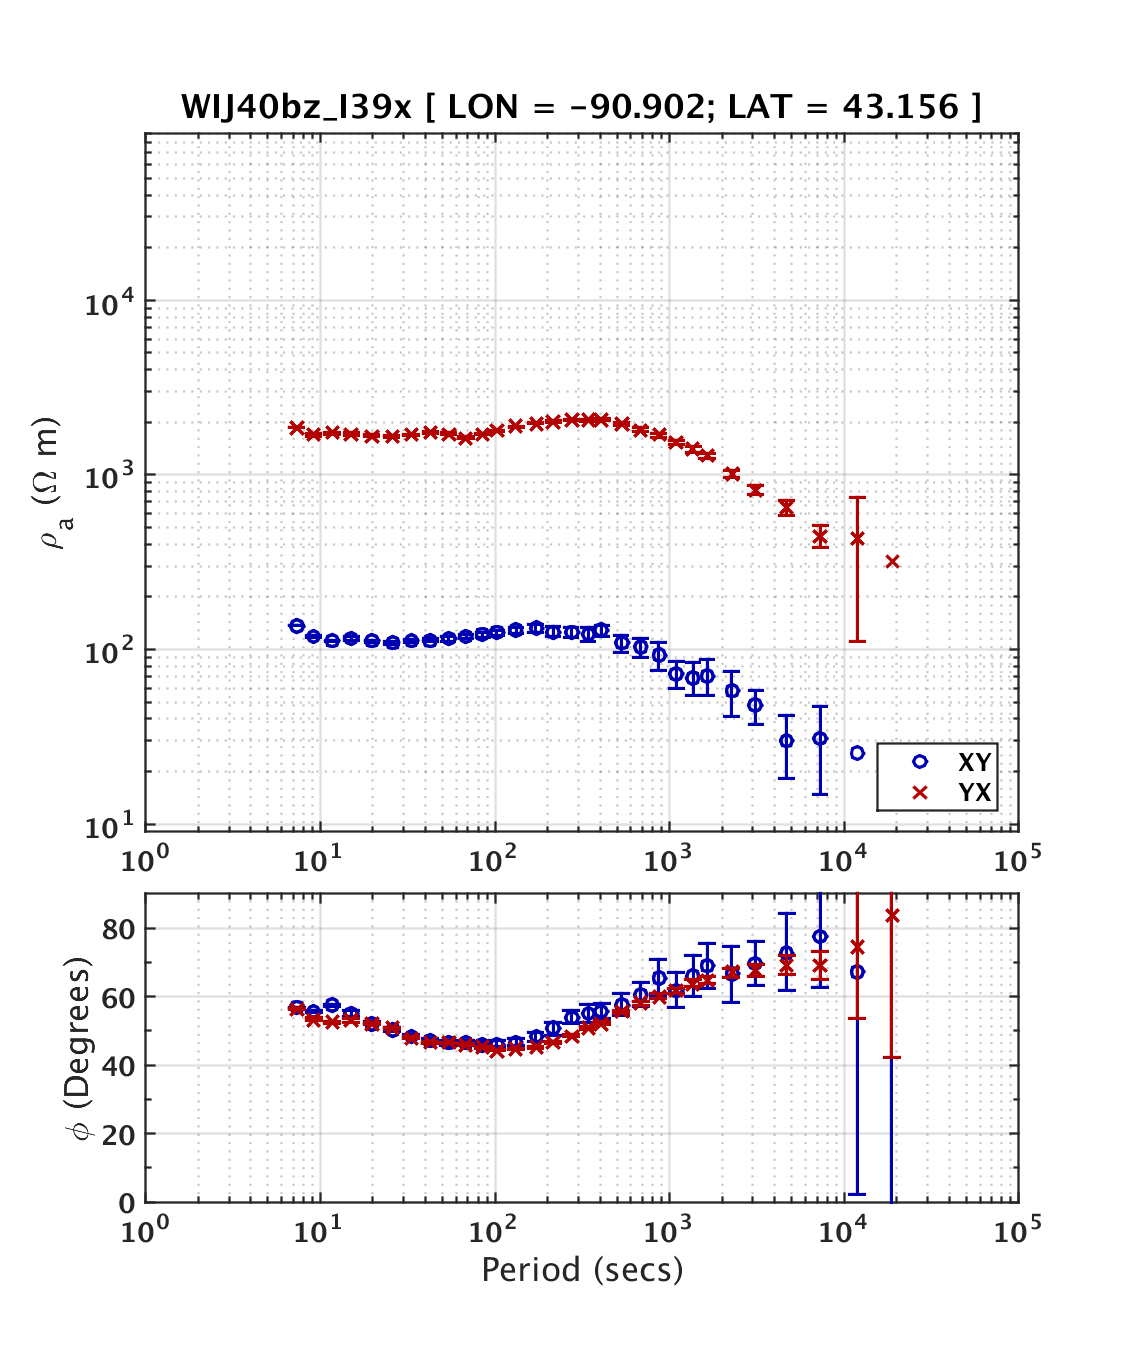 WIJ40bz_I39x [ LON = -90.902; LAT = 43.156 ]
10⁴
10³
10²
10¹
ρa (Ω m)
XY
YX
10⁰ 10¹ 10² 10³ 10⁴ 10⁵
80
60
40
20
0
ϕ (Degrees)
10⁰ 10¹ 10² 10³ 10⁴ 10⁵
Period (secs)